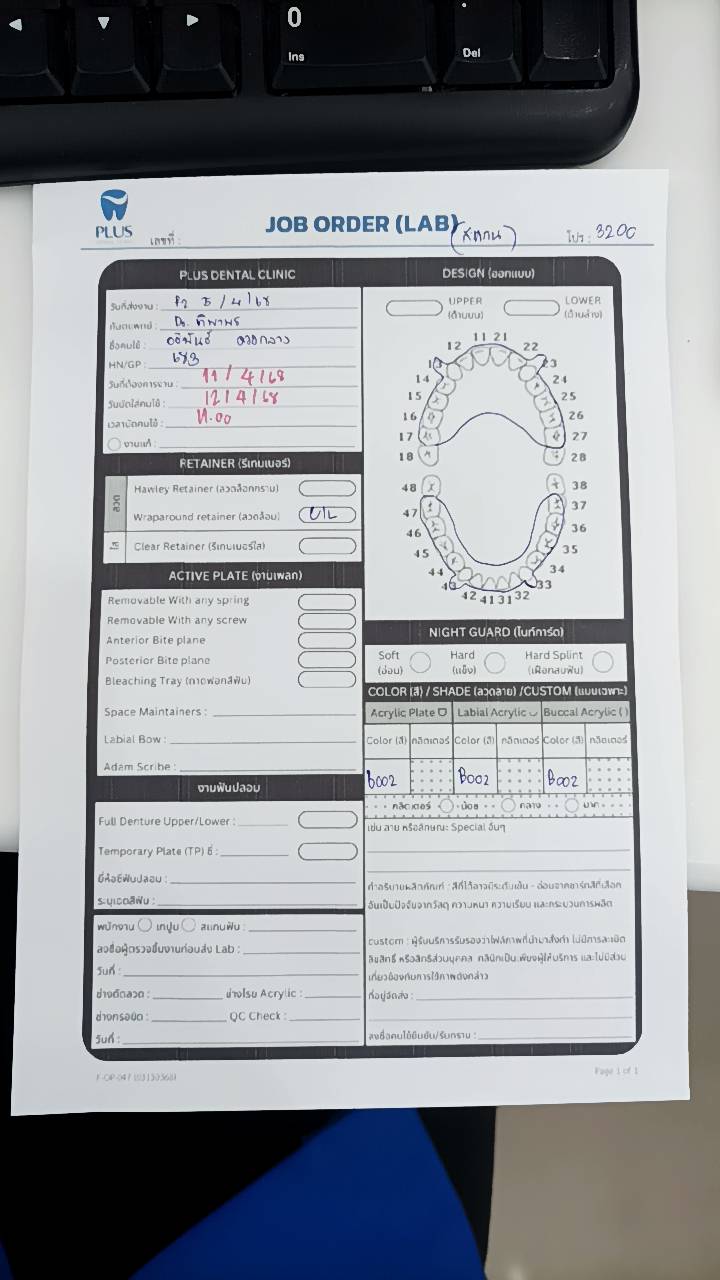 0
Ins
Del
PLUS
เลขที่ :
JOB ORDER (LAB)
(สแกน)
โปร : 3200
PLUS DENTAL CLINIC
วันที่ส่งงาน : P2 5/4/68
ทันตแพทย์ : Dr. ทิพาพร
ชื่อคนไข้ :
HN/GP : 683
วันที่ต้องการงาน : 11/4/68
วันนัดใส่คนไข้ : 12/4/68
เวลานัดคนไข้ : 17.00
งานแก้ :
RETAINER (รีเทนเนอร์)
ลวด
Hawley Retainer (ลวดล็อกกราม)
Wraparound retainer (ลวดล้อม) U/L
ใส
Clear Retainer (รีเทนเนอร์ใส)
ACTIVE PLATE (งานเพลท)
Removable With any spring
Removable With any screw
Anterior Bite plane
Posterior Bite plane
Bleaching Tray (ถาดฟอกสีฟัน)
Space Maintainers :
Labial Bow :
Adam Scribe :
งานฟันปลอม
Full Denture Upper/Lower :
Temporary Plate (TP) ซี่ :
ยี่ห้อซี่ฟันปลอม :
ระบุเฉดสีฟัน :
พนักงาน เทปูน สแกนฟัน :
ลงชื่อผู้ตรวจชิ้นงานก่อนส่ง Lab :
วันที่ :
ช่างดัดลวด : ช่างโรย Acrylic :
ช่างกรอขัด : QC Check :
วันที่ :
DESIGN (ออกแบบ)
UPPER (ด้านบน)
LOWER (ด้านล่าง)
11 21
12 22
13 23
14 24
15 25
16 26
17 27
18 28
48 38
47 37
46 36
45 35
44 34
43 33
42 41 31 32
NIGHT GUARD (ไนท์การ์ด)
Soft (อ่อน)
Hard (แข็ง)
Hard Splint (เฝือกสบฟัน)
COLOR (สี) / SHADE (ลวดลาย) /CUSTOM (แบบเฉพาะ)
Acrylic Plate Labial Acrylic Buccal Acrylic
Color (สี) กลิตเตอร์ Color (สี) กลิตเตอร์ Color (สี) กลิตเตอร์
B002 B002 B002
กลิตเตอร์ น้อย กลาง มาก
เช่น ลาย หรือลักษณะ Special อื่นๆ
คำอธิบายผลิตภัณฑ์ : สีที่ได้อาจมีระดับเข้ม - อ่อนจากชาร์ทสีที่เลือก
อันเป็นปัจจัยจากวัสดุ ความหนา ความเรียบ และกระบวนการผลิต
custom : ผู้รับบริการรับรองว่าไฟล์ภาพที่นำมาสั่งทำ ไม่มีการละเมิด
ลิขสิทธิ์ หรือสิทธิส่วนบุคคล คลินิกเป็นเพียงผู้ให้บริการ และไม่มีส่วน
เกี่ยวข้องกับการใช้ภาพดังกล่าว
ที่อยู่จัดส่ง :
ลงชื่อคนไข้ยืนยัน/รับทราบ :
Page 1 of 1